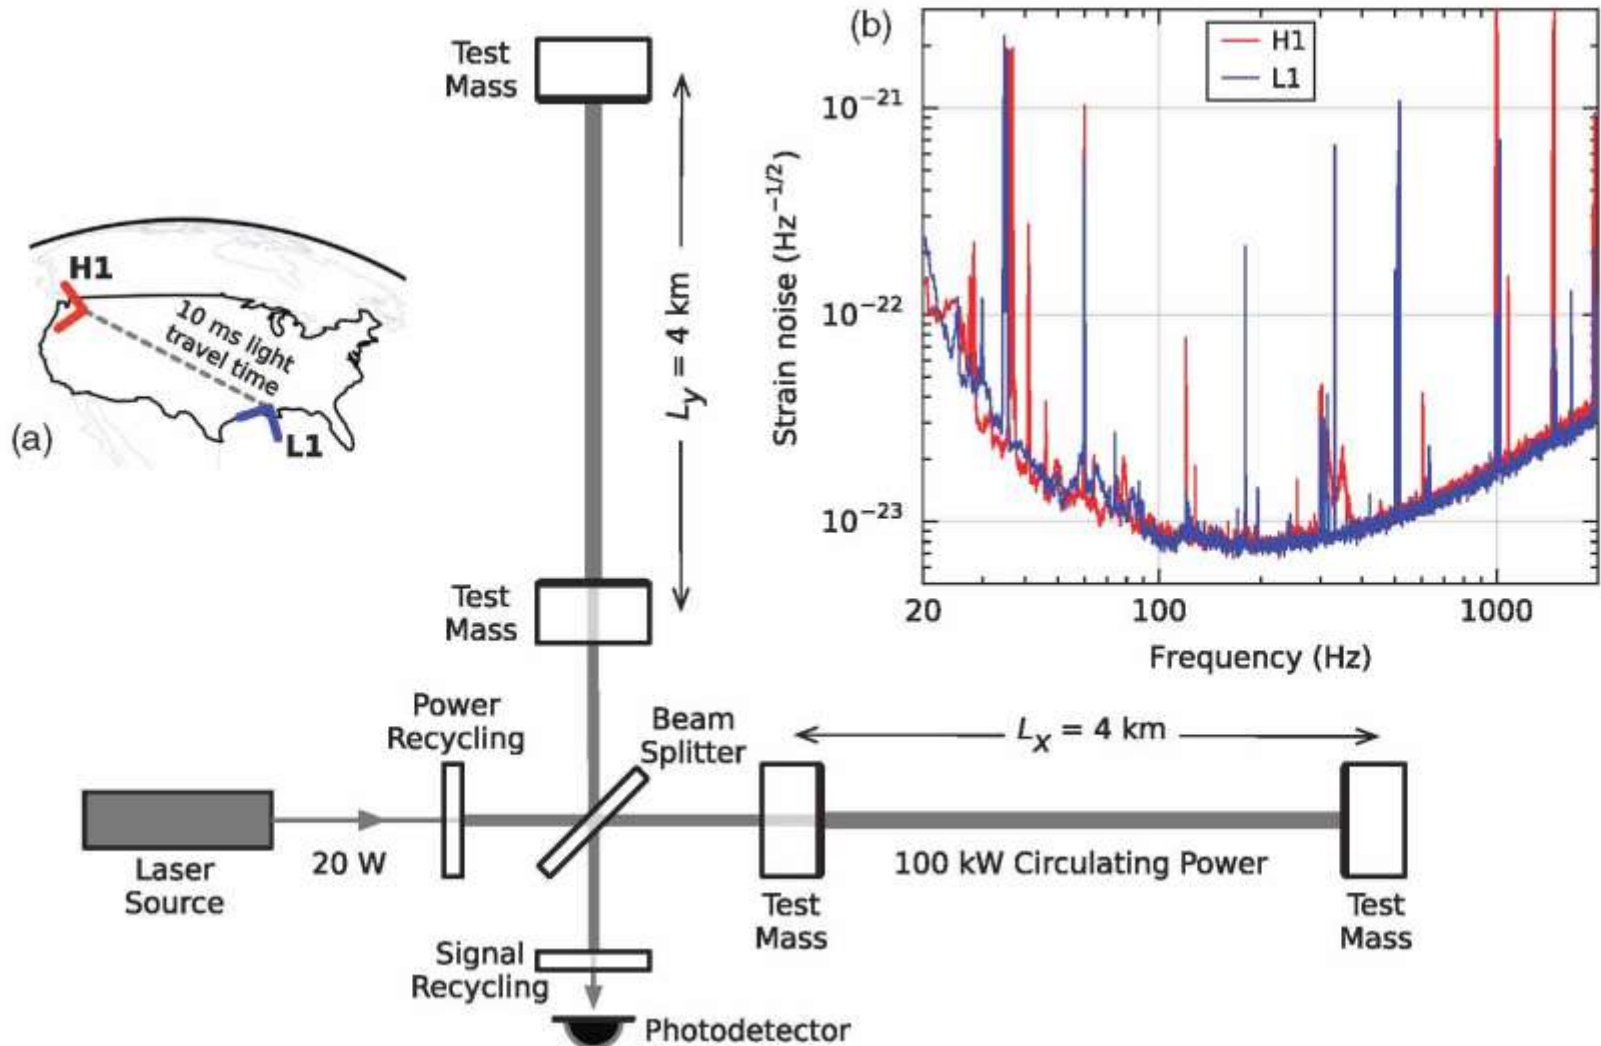 Test
Mass
L_y = 4 km
Test
Mass
H1
10 ms light
travel time
L1
(a)
(b)
H1
L1
Strain noise (Hz^{-1/2})
10^{-21}
10^{-22}
10^{-23}
20
100
1000
Frequency (Hz)
Power
Recycling
Beam
Splitter
L_x = 4 km
Laser
Source
20 W
100 kW Circulating Power
Test
Mass
Test
Mass
Signal
Recycling
Photodetector